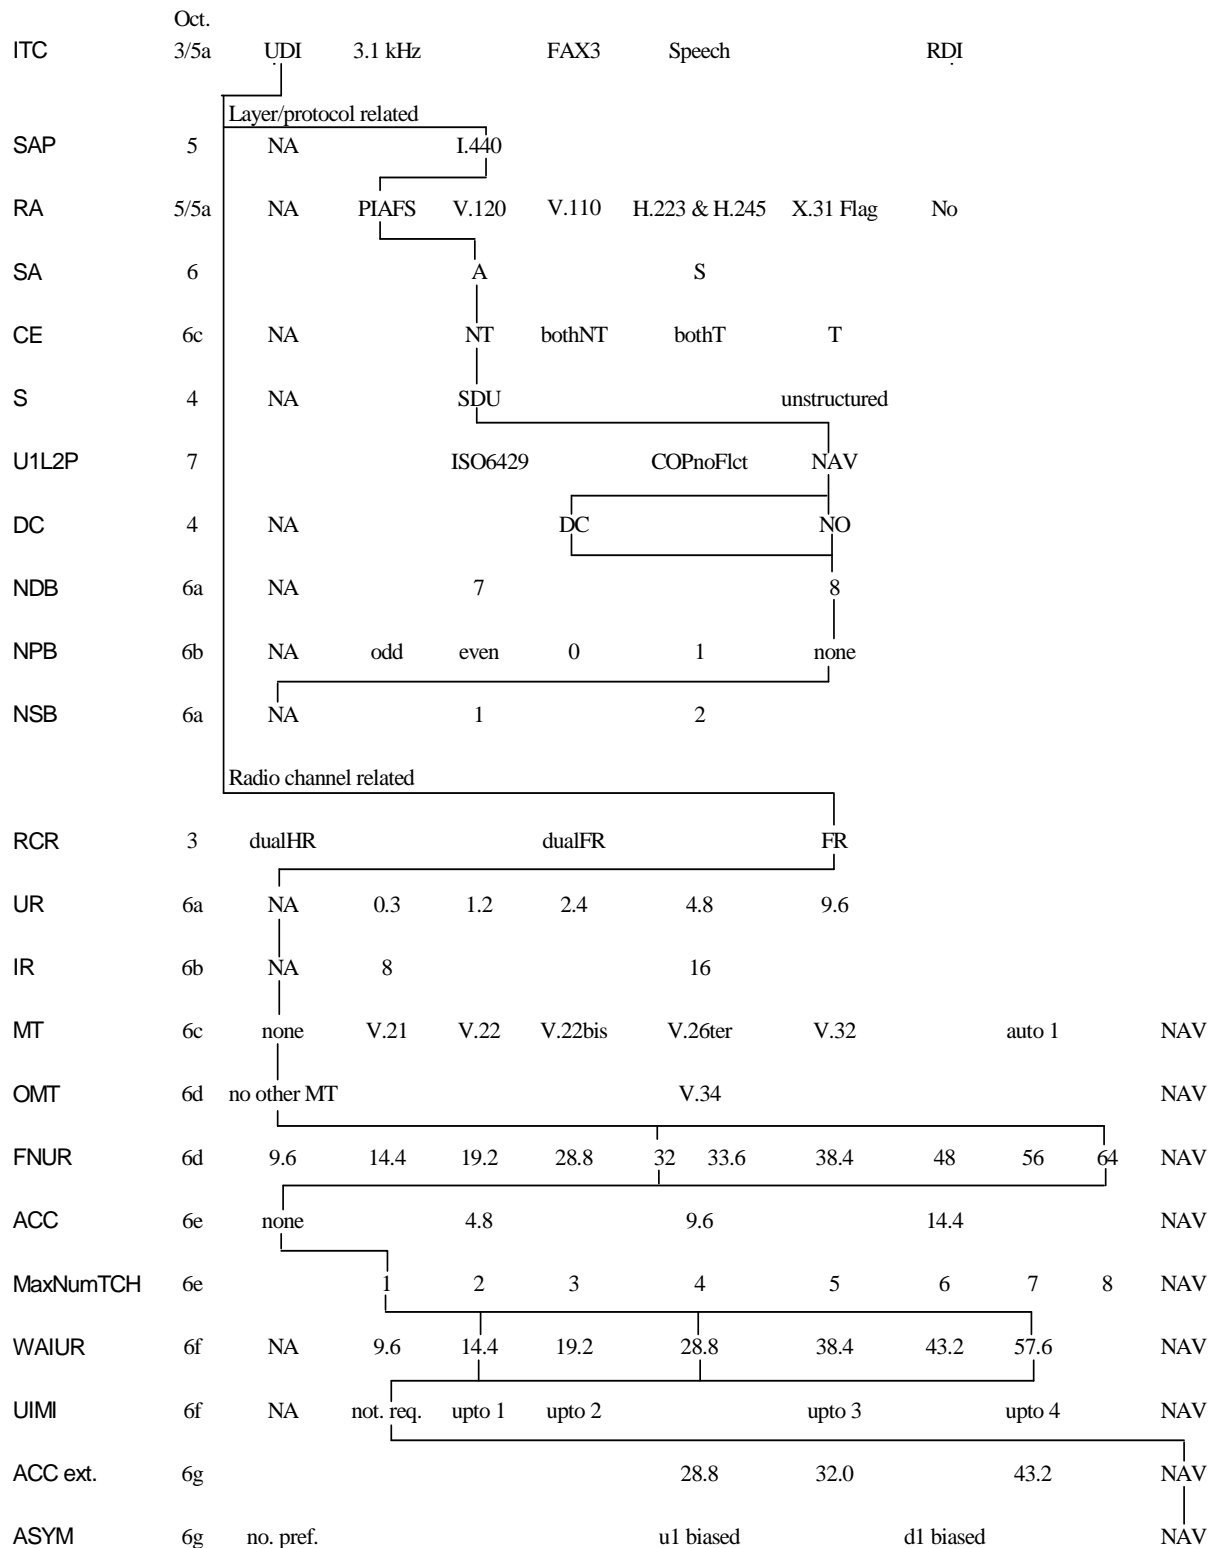 Oct.
ITC 3/5a UDI 3.1 kHz FAX3 Speech RDI
Layer/protocol related
SAP 5 NA I.440
RA 5/5a NA PIAFS V.120 V.110 H.223 & H.245 X.31 Flag No
SA 6 A S
CE 6c NA NT bothNT bothT T
S 4 NA SDU unstructured
U1L2P 7 ISO6429 COPnoFlct NAV
DC 4 NA DC NO
NDB 6a NA 7 8
NPB 6b NA odd even 0 1 none
NSB 6a NA 1 2
Radio channel related
RCR 3 dualHR dualFR FR
UR 6a NA 0.3 1.2 2.4 4.8 9.6
IR 6b NA 8 16
MT 6c none V.21 V.22 V.22bis V.26ter V.32 auto 1 NAV
OMT 6d no other MT V.34 NAV
FNUR 6d 9.6 14.4 19.2 28.8 32 33.6 38.4 48 56 64 NAV
ACC 6e none 4.8 9.6 14.4 NAV
MaxNumTCH 6e 1 2 3 4 5 6 7 8 NAV
WAIUR 6f NA 9.6 14.4 19.2 28.8 38.4 43.2 57.6 NAV
UIMI 6f NA not. req. upto 1 upto 2 upto 3 upto 4 NAV
ACC ext. 6g 28.8 32.0 43.2 NAV
ASYM 6g no. pref. u1 biased d1 biased NAV